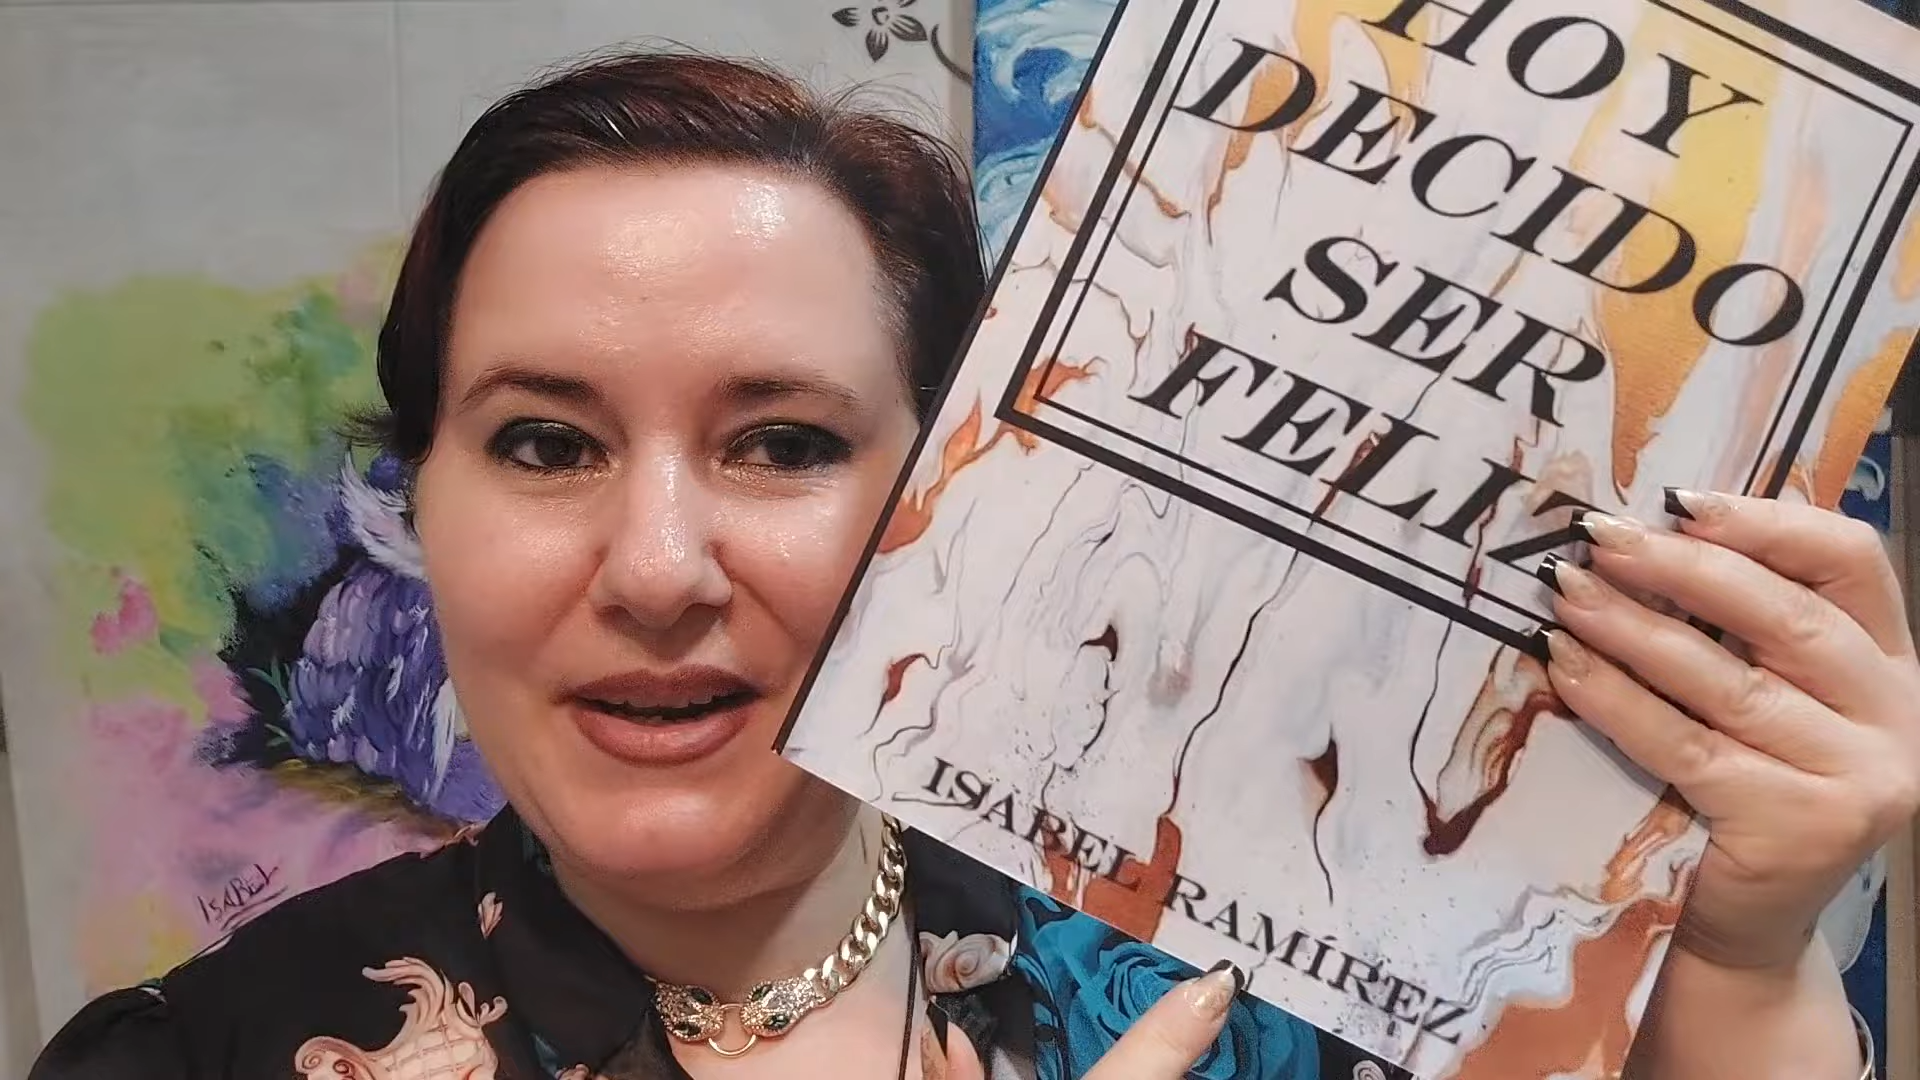 HOY
DECIDO
SER
FELIZ
ISABEL RAMÍREZ
ISABEL